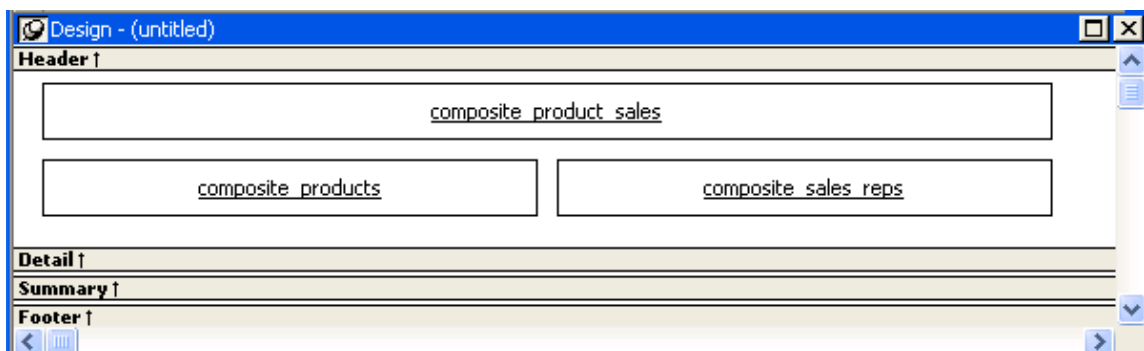 Design - (untitled)
Header ↑
composite_product_sales
composite_products composite_sales_reps
Detail ↑
Summary ↑
Footer ↑